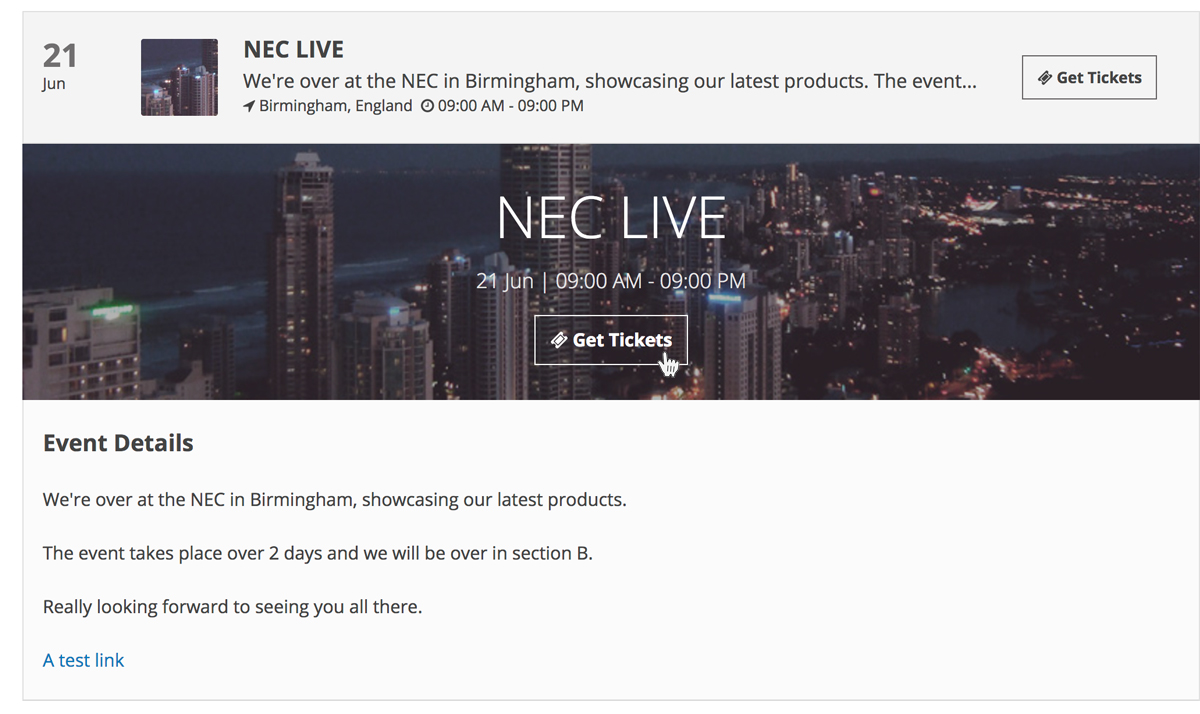 21
Jun
NEC LIVE
We're over at the NEC in Birmingham, showcasing our latest products. The event...
Birmingham, England 09:00 AM - 09:00 PM
Get Tickets
NEC LIVE
21 Jun | 09:00 AM - 09:00 PM
Get Tickets
Event Details
We're over at the NEC in Birmingham, showcasing our latest products.
The event takes place over 2 days and we will be over in section B.
Really looking forward to seeing you all there.
A test link